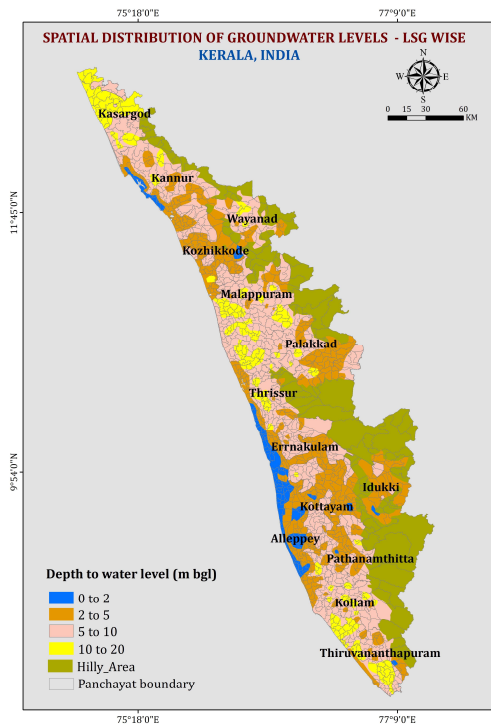 75°18'0"E 77°9'0"E
SPATIAL DISTRIBUTION OF GROUNDWATER LEVELS - LSG WISE
KERALA, INDIA
N
W E
S
0 15 30 60
KM
Kasargod
Kannur
11°45'0"N
Wayanad
Kozhikkode
Malappuram
Palakkad
Thrissur
Errnakulam
9°54'0"N
Idukki
Kottayam
Alleppey
Pathanamthitta
Kollam
Thiruvananthapuram
Depth to water level (m bgl)
0 to 2
2 to 5
5 to 10
10 to 20
Hilly_Area
Panchayat boundary
75°18'0"E 77°9'0"E